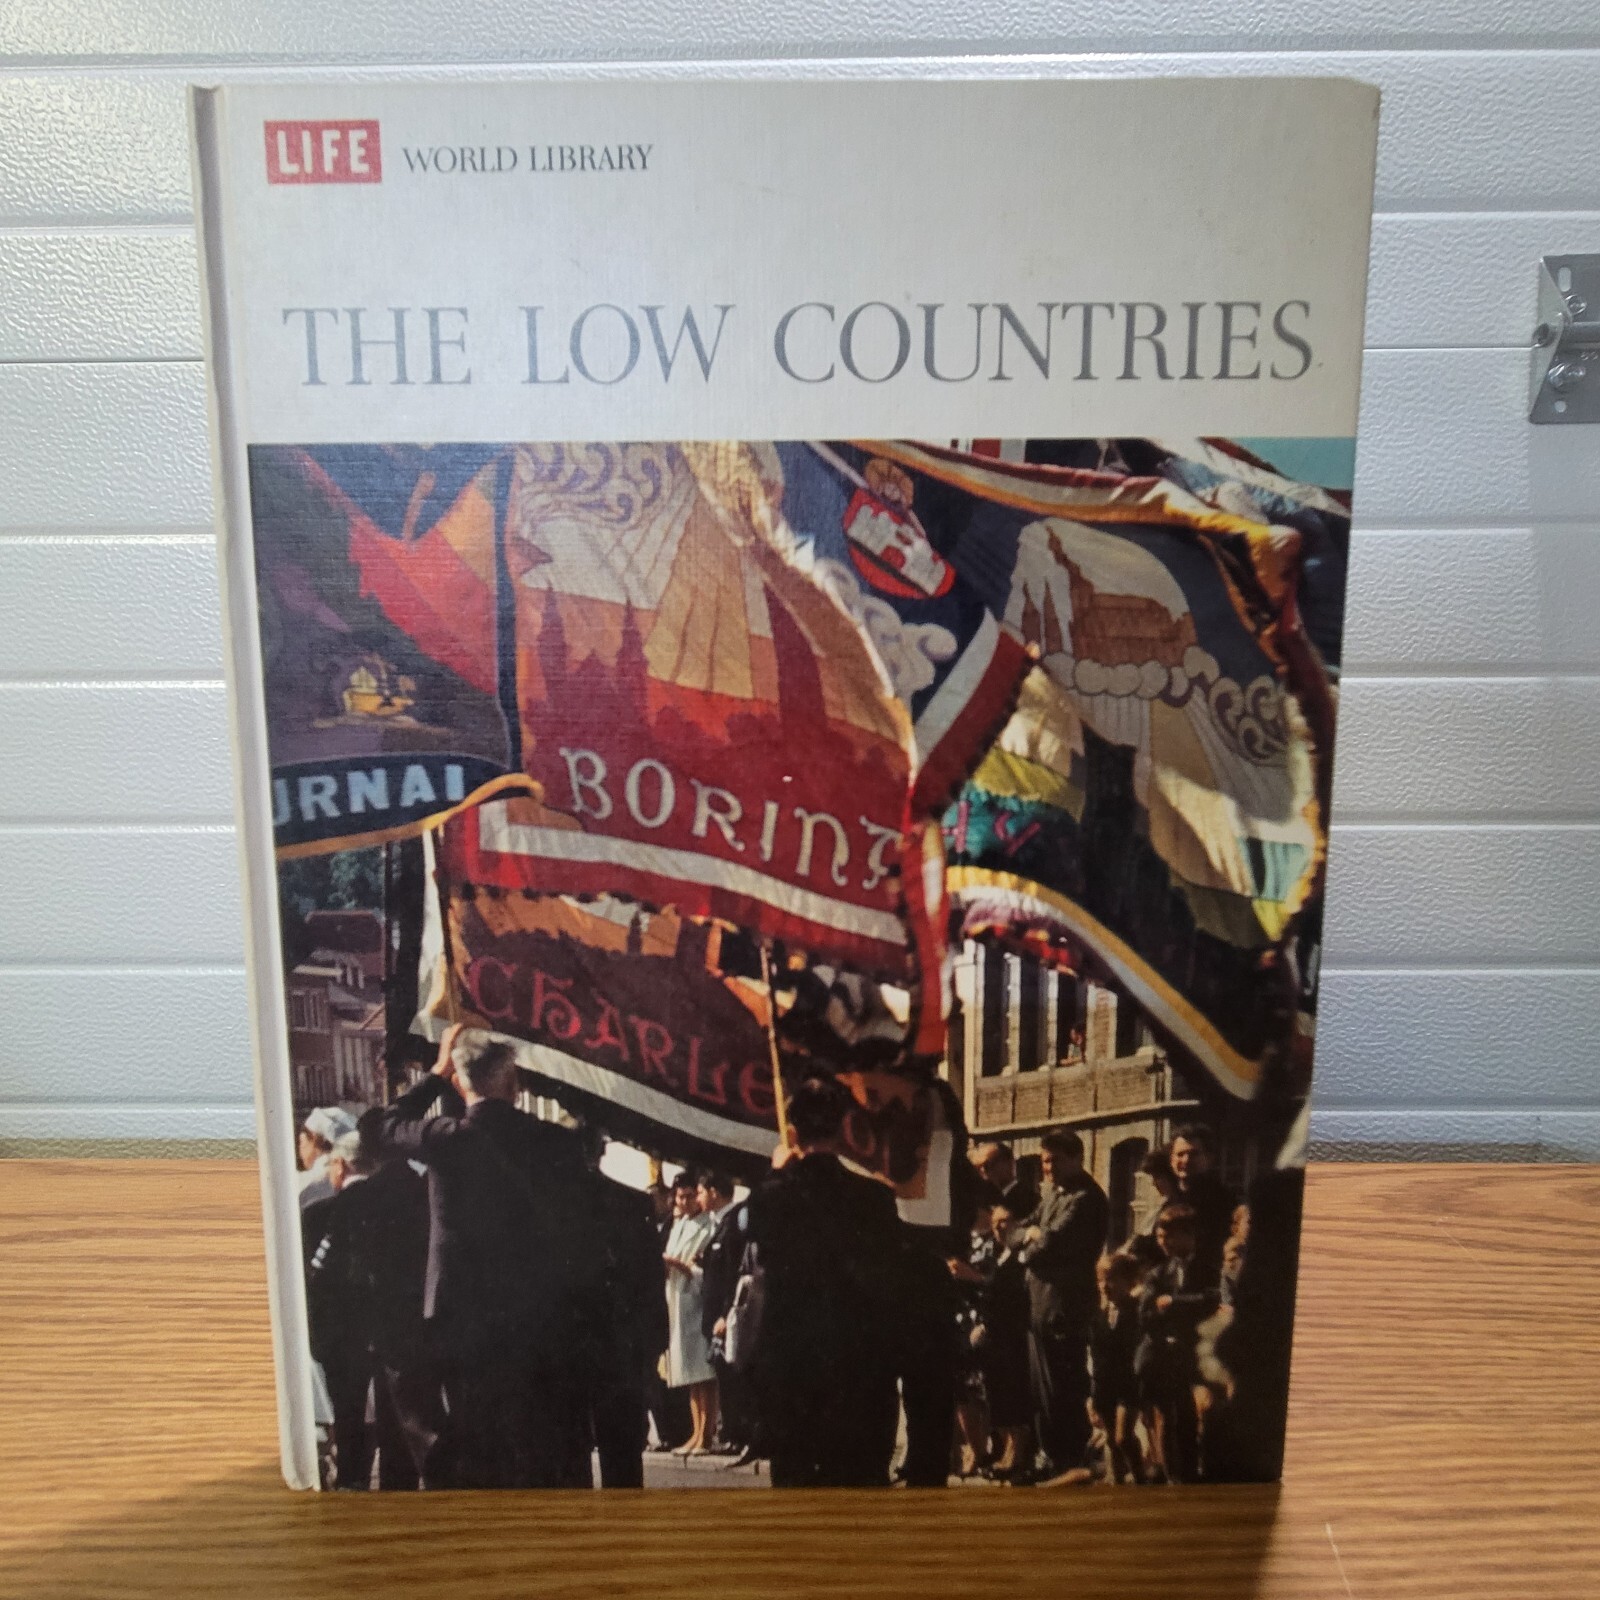 LIFE WORLD LIBRARY
THE LOW COUNTRIES
URNAI
BORINA
CHARLE